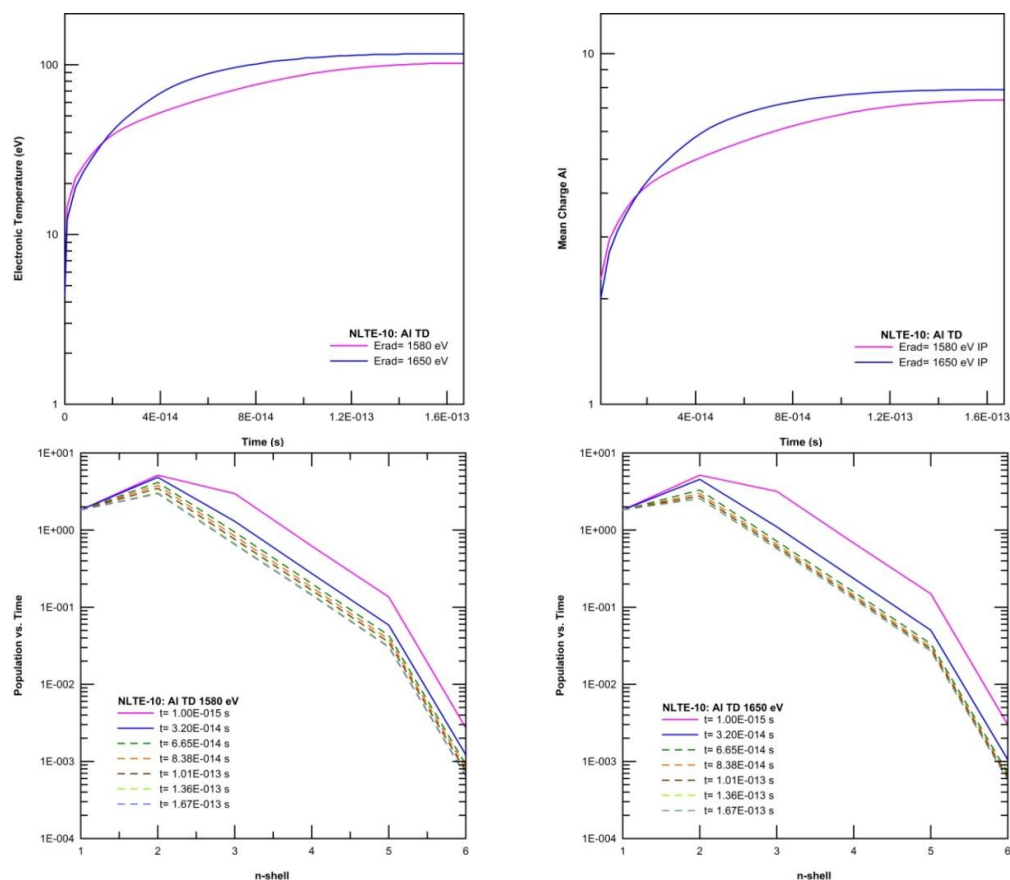 100
10
1
Electronic Temperature (eV)
NLTE-10: Al TD
Erad= 1580 eV
Erad= 1650 eV
0
4E-014
8E-014
1.2E-013
1.6E-013
Time (s)
10
1
Mean Charge Al
NLTE-10: Al TD
Erad= 1580 eV IP
Erad= 1650 eV IP
4E-014
8E-014
1.2E-013
1.6E-013
Time (s)
1E+001
1E+000
1E-001
1E-002
1E-003
1E-004
Population vs. Time
NLTE-10: Al TD 1580 eV
t= 1.00E-015 s
t= 3.20E-014 s
t= 6.65E-014 s
t= 8.38E-014 s
t= 1.01E-013 s
t= 1.36E-013 s
t= 1.67E-013 s
1
2
3
4
5
6
n-shell
1E+001
1E+000
1E-001
1E-002
1E-003
1E-004
Population vs. Time
NLTE-10: Al TD 1650 eV
t= 1.00E-015 s
t= 3.20E-014 s
t= 6.65E-014 s
t= 8.38E-014 s
t= 1.01E-013 s
t= 1.36E-013 s
t= 1.67E-013 s
1
2
3
4
5
6
n-shell